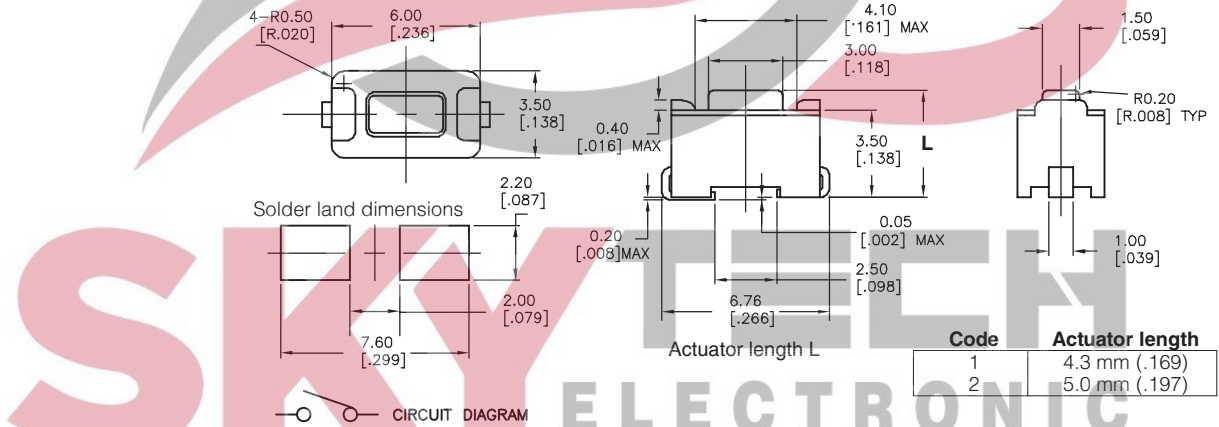 4-R0.50
[R.020]
6.00
[.236]
3.50
[.138]
4.10
[.161] MAX
3.00
[.118]
0.40
[.016] MAX
3.50
[.138]
L
1.50
[.059]
R0.20
[R.008] TYP
Solder land dimensions
2.20
[.087]
2.00
[.079]
7.60
[.299]
0.20
[.008]MAX
0.05
[.002] MAX
2.50
[.098]
6.76
[.266]
1.00
[.039]
Actuator length L
Code Actuator length
1 4.3 mm (.169)
2 5.0 mm (.197)
CIRCUIT DIAGRAM
SKYTECH
ELECTRONIC